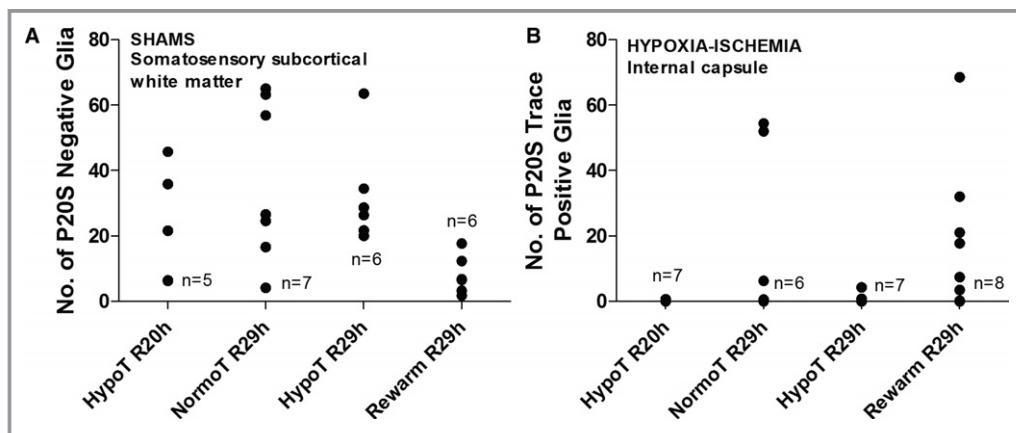 A
SHAMS
Somatosensory subcortical
white matter
No. of P20S Negative Glia
80
60
40
20
0
n=5
n=7
n=6
n=6
HypoT R20h
NormoT R29h
HypoT R29h
Rewarm R29h
B
HYPOXIA-ISCHEMIA
Internal capsule
No. of P20S Trace
Positive Glia
80
60
40
20
0
n=7
n=6
n=7
n=8
HypoT R20h
NormoT R29h
HypoT R29h
Rewarm R29h